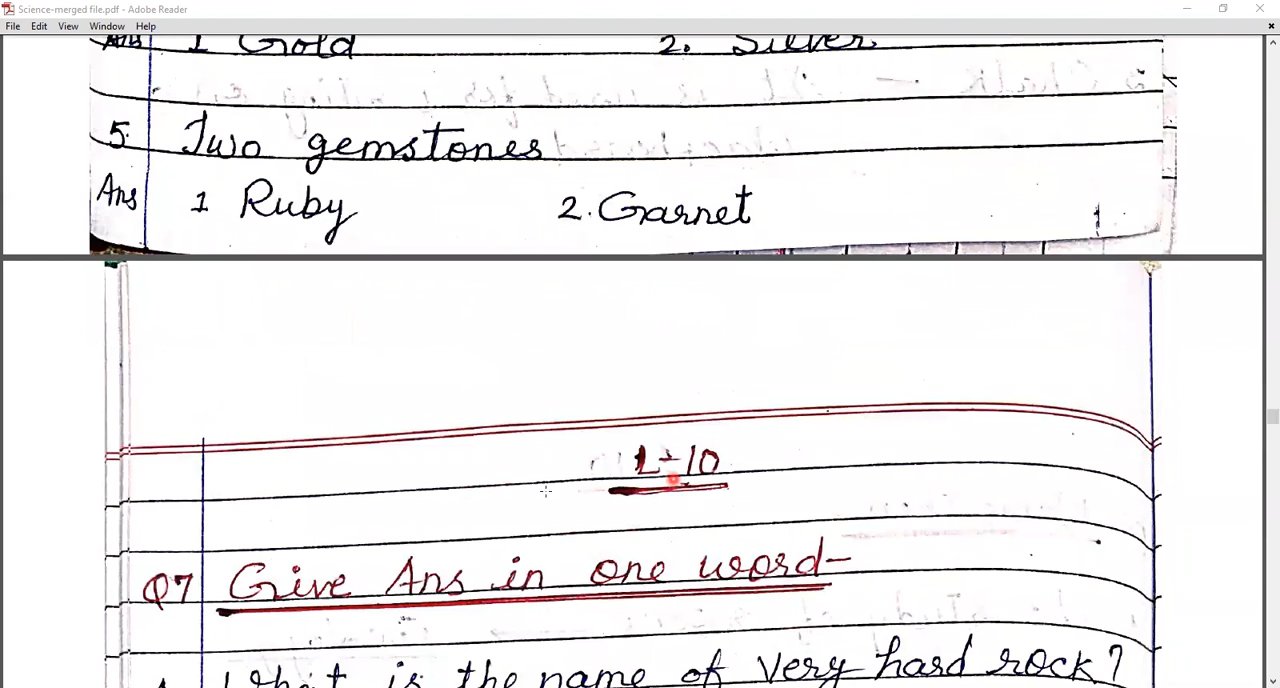 Science-merged file.pdf - Adobe Reader
File Edit View Window Help
Ans 1 Gold 2. Silver
5. Two gemstones
Ans 1 Ruby 2. Garnet
L-10
Q7 Give Ans in one word-
What is the name of very hard rock?